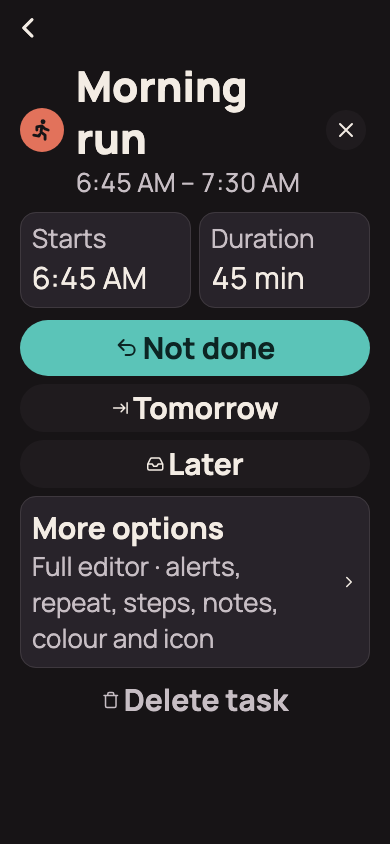 Morning
run
6:45 AM – 7:30 AM
Starts
6:45 AM
Duration
45 min
Not done
Tomorrow
Later
More options
Full editor · alerts,
repeat, steps, notes,
colour and icon
Delete task